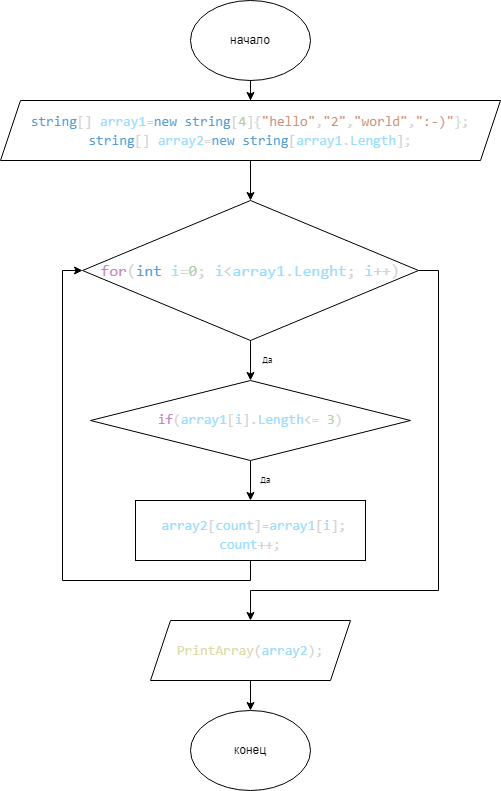 начало
string[] array1=new string[4]{"hello","2","world",":-)"};
string[] array2=new string[array1.Length];
for(int i=0; i<array1.Lenght; i++)
Да
if(array1[i].Length<= 3)
Да
array2[count]=array1[i];
count++;
PrintArray(array2);
конец